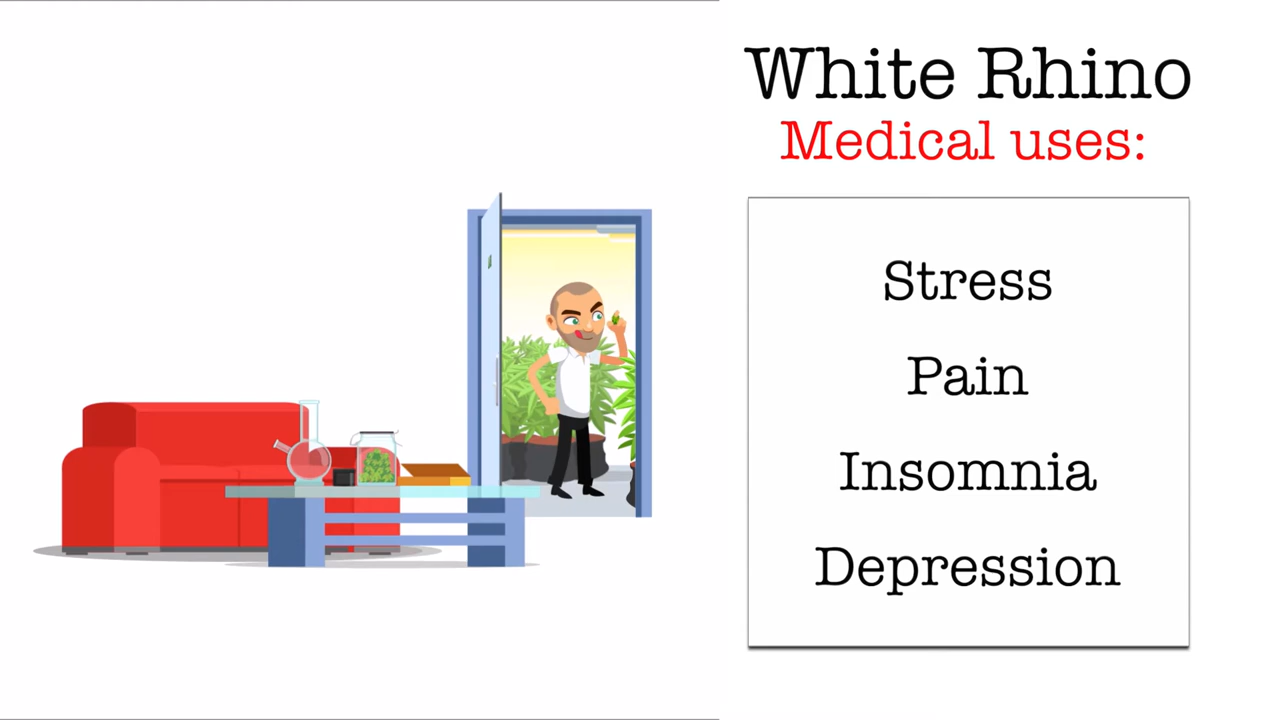 White Rhino
Medical uses:
Stress
Pain
Insomnia
Depression